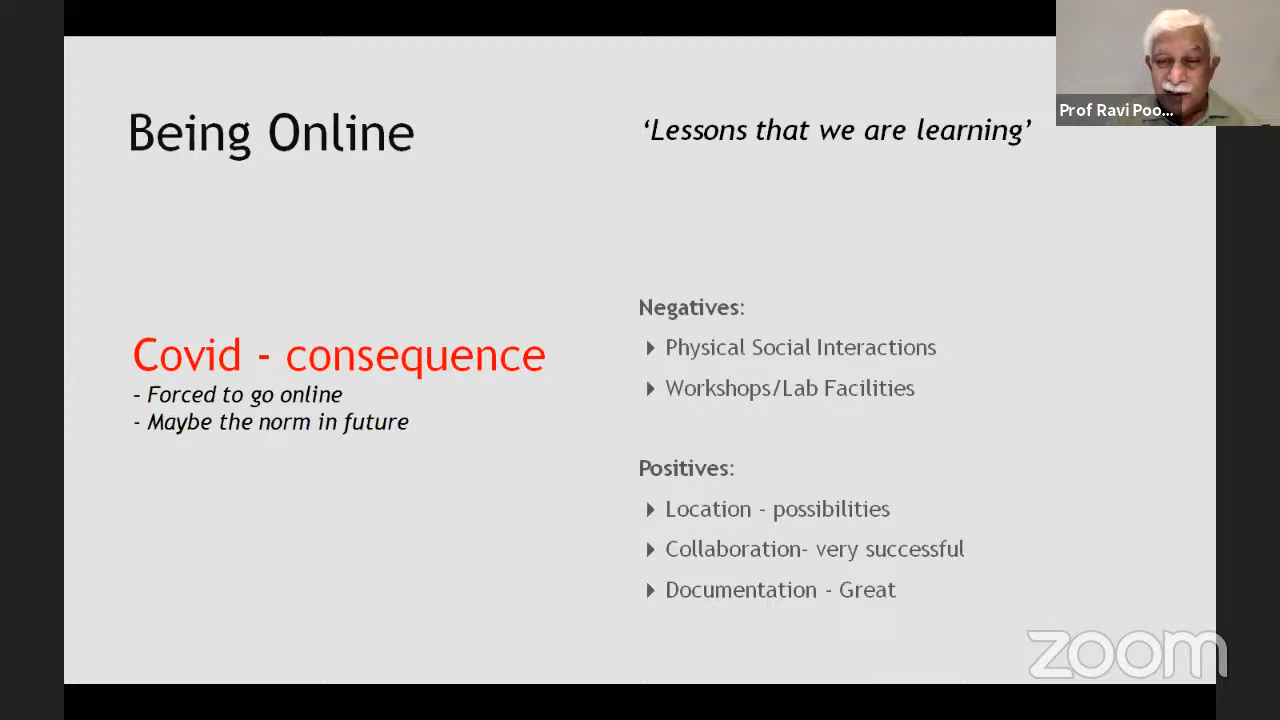 Being Online
‘Lessons that we are learning’
Prof Ravi Poo...
Covid - consequence
- Forced to go online
- Maybe the norm in future
Negatives:
Physical Social Interactions
Workshops/Lab Facilities
Positives:
Location - possibilities
Collaboration- very successful
Documentation - Great
zoom